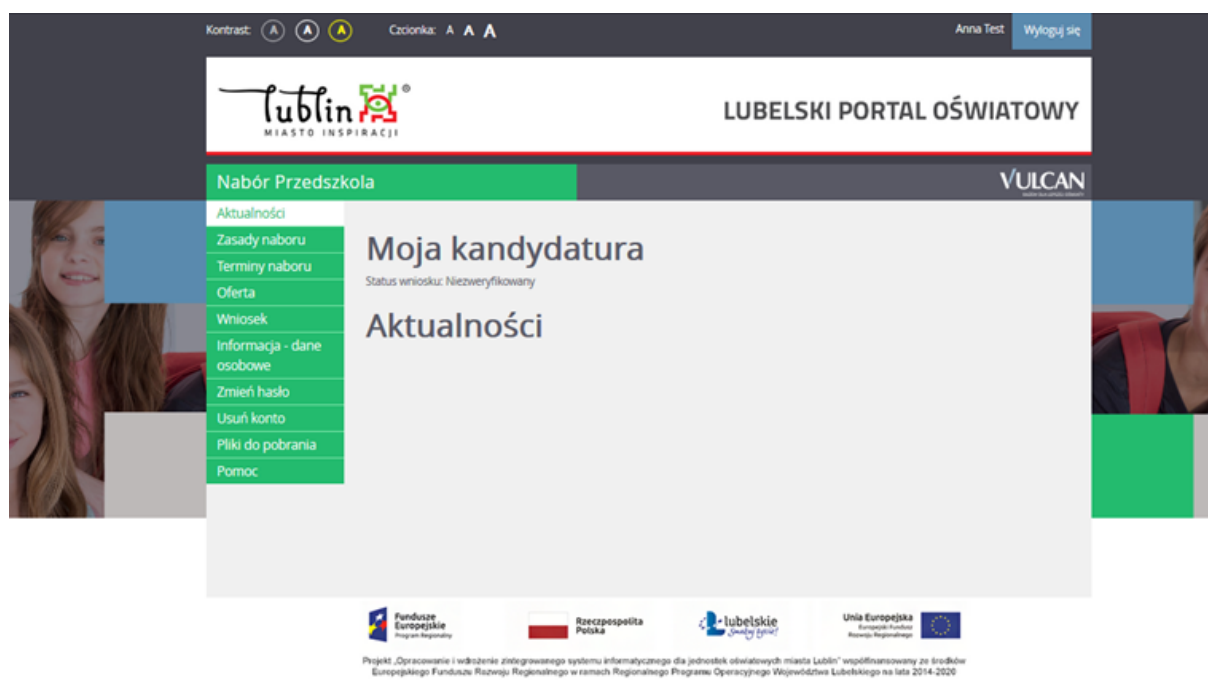 Kontrast: A A A Czcionka: A A A Anna Test Wyloguj się
lublin ®
MIASTO INSPIRACJI
LUBELSKI PORTAL OŚWIATOWY
Nabór Przedszkola
VULCAN
Aktualności
Zasady naboru
Terminy naboru
Oferta
Wniosek
Informacja - dane
osobowe
Zmień hasło
Usuń konto
Pliki do pobrania
Pomoc
Moja kandydatura
Status wniosku: Niezweryfikowany
Aktualności
Fundusze
Europejskie
Program Regionalny
Rzeczpospolita
Polska
lubelskie
Smakuj życie!
Unia Europejska
Europejski Fundusz
Rozwoju Regionalnego
Projekt „Opracowanie i wdrożenie zintegrowanego systemu informatycznego dla jednostek oświatowych miasta Lublin" współfinansowany ze środków
Europejskiego Funduszu Rozwoju Regionalnego w ramach Regionalnego Programu Operacyjnego Województwa Lubelskiego na lata 2014-2020